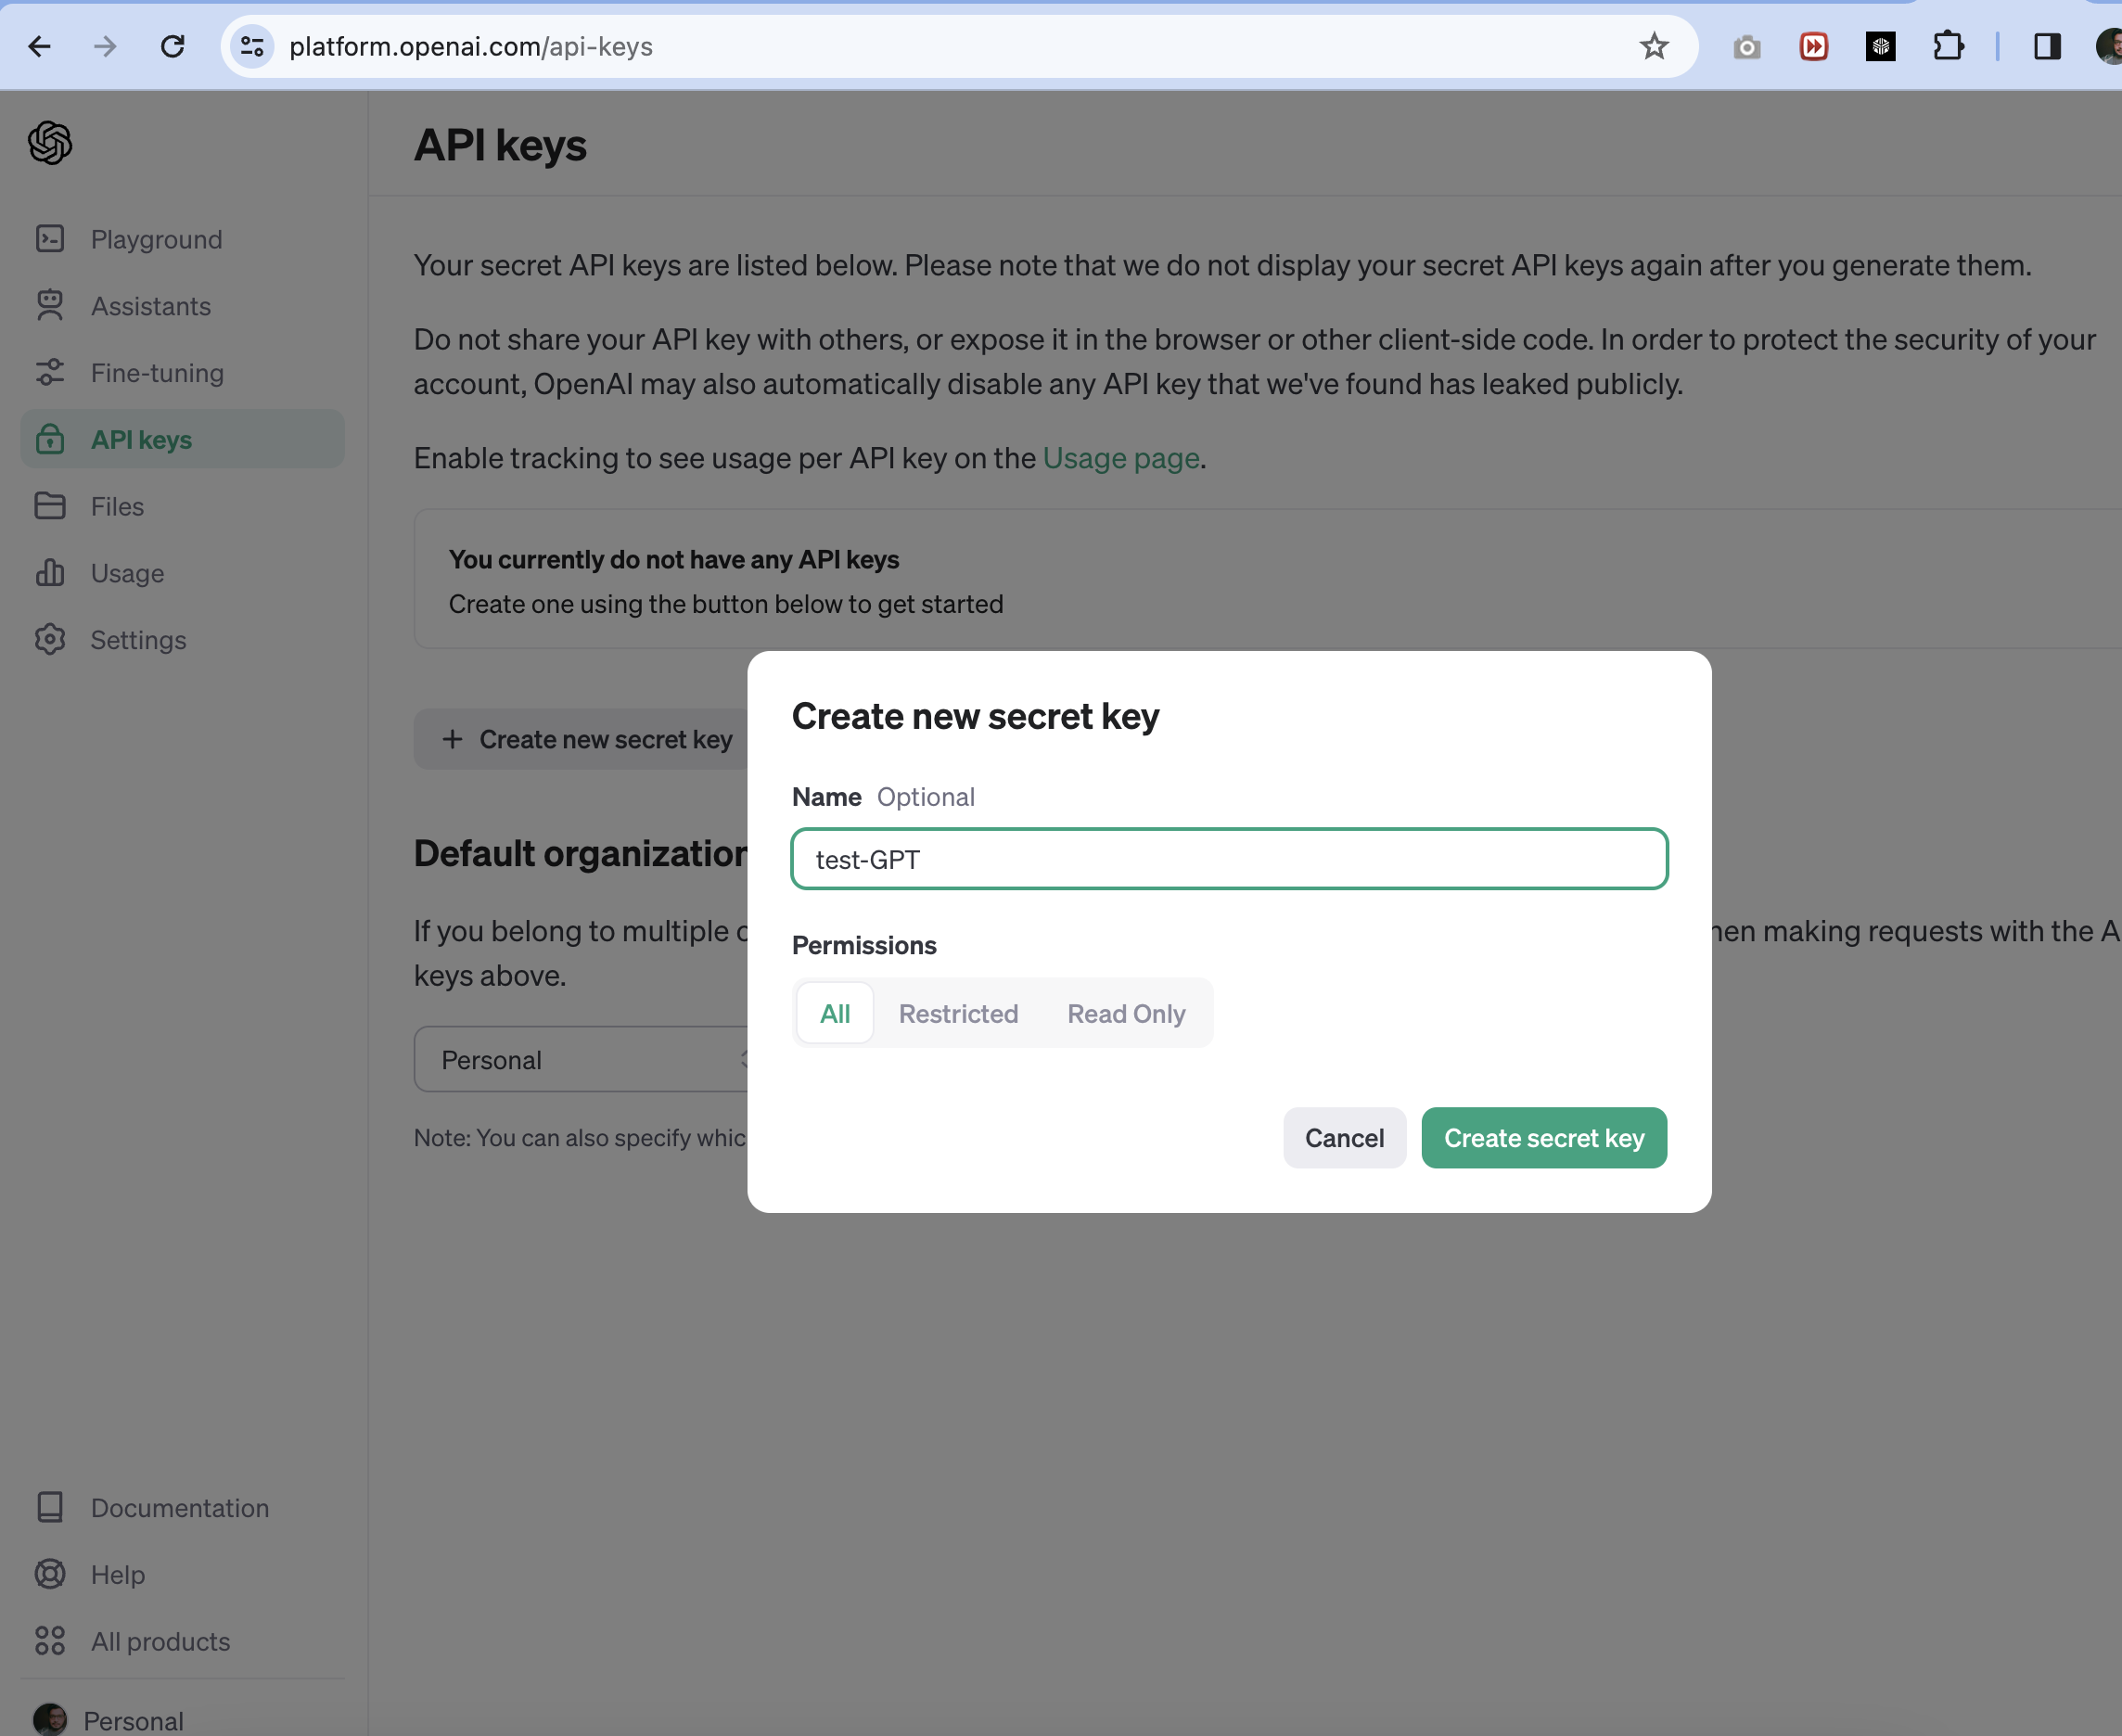 platform.openai.com/api-keys
API keys
Playground
Assistants
Fine-tuning
API keys
Files
Usage
Settings
Your secret API keys are listed below. Please note that we do not display your secret API keys again after you generate them.
Do not share your API key with others, or expose it in the browser or other client-side code. In order to protect the security of your
account, OpenAI may also automatically disable any API key that we've found has leaked publicly.
Enable tracking to see usage per API key on the Usage page.
You currently do not have any API keys
Create one using the button below to get started
+ Create new secret key
Default organization
If you belong to multiple
making requests with the
keys above.
Personal
Note: You can also specify
Create new secret key
Name Optional
test-GPT
Permissions
All Restricted Read Only
Cancel Create secret key
Documentation
Help
All products
Personal